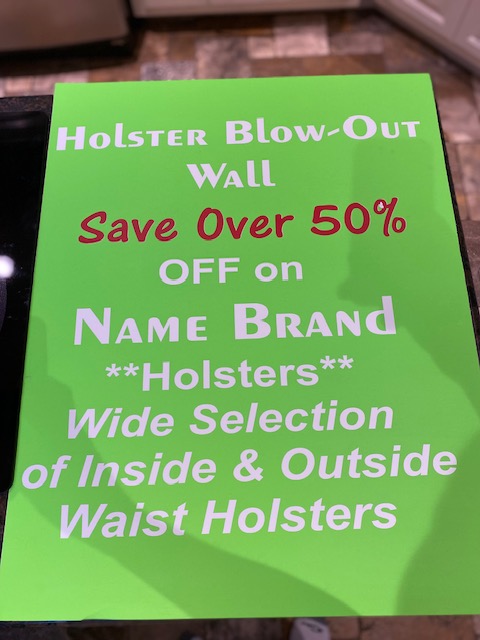 Holster Blow-Out
Wall
Save Over 50%
OFF on
Name Brand
**Holsters**
Wide Selection
of Inside & Outside
Waist Holsters